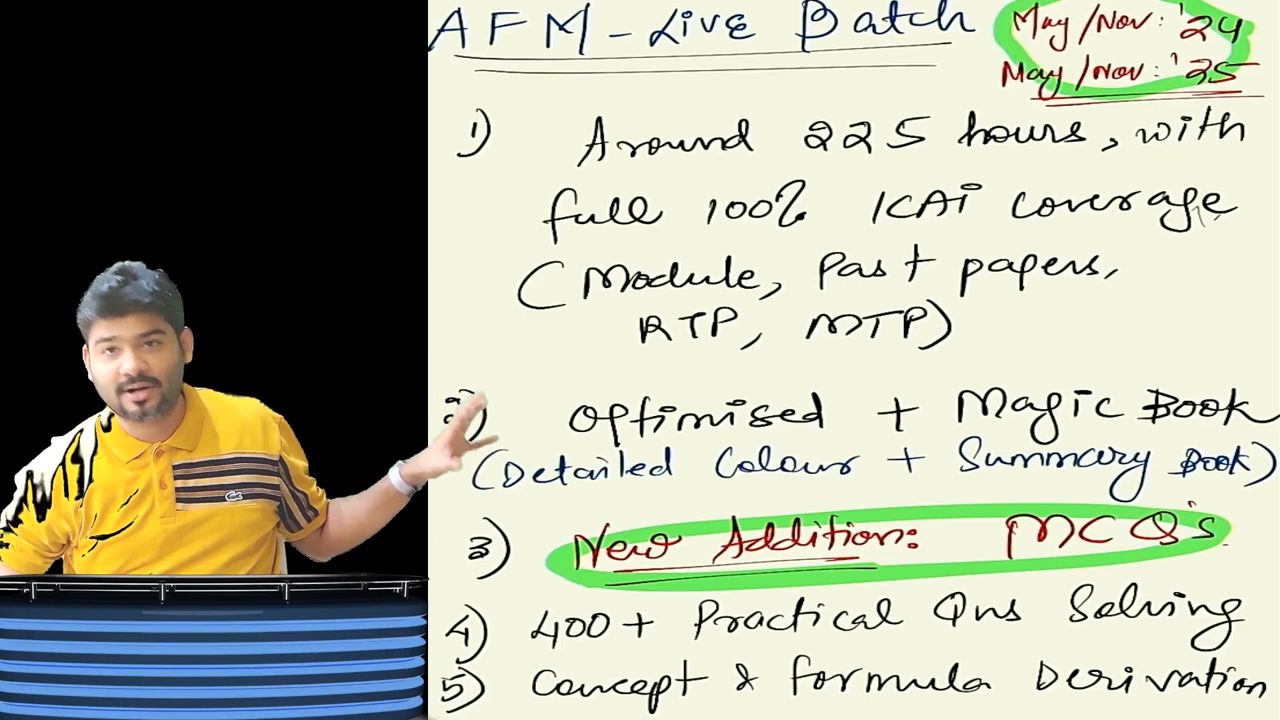 AFM - Live Batch
May/Nov: '24
May/Nov: '25
1) Around 225 hours, with
full 100% ICAI coverage
(Module, Past papers,
RTP, MTP)
2) Optimised + Magic Book
(Detailed Colour + Summary Book)
3) New Addition: MCQ's
4) 400+ Practical Qns Solving
5) Concept & formula Derivation